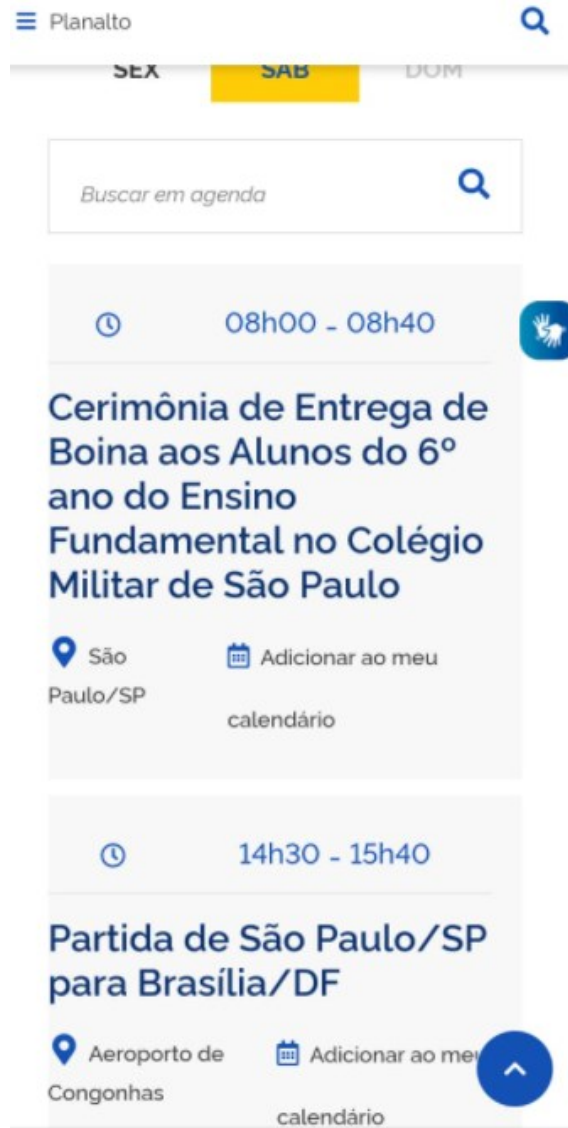 Planalto
SEX SAB DOM
Buscar em agenda
08h00 - 08h40
Cerimônia de Entrega de
Boina aos Alunos do 6º
ano do Ensino
Fundamental no Colégio
Militar de São Paulo
São Adicionar ao meu
Paulo/SP
calendário
14h30 - 15h40
Partida de São Paulo/SP
para Brasília/DF
Aeroporto de Adicionar ao meu
Congonhas
calendário